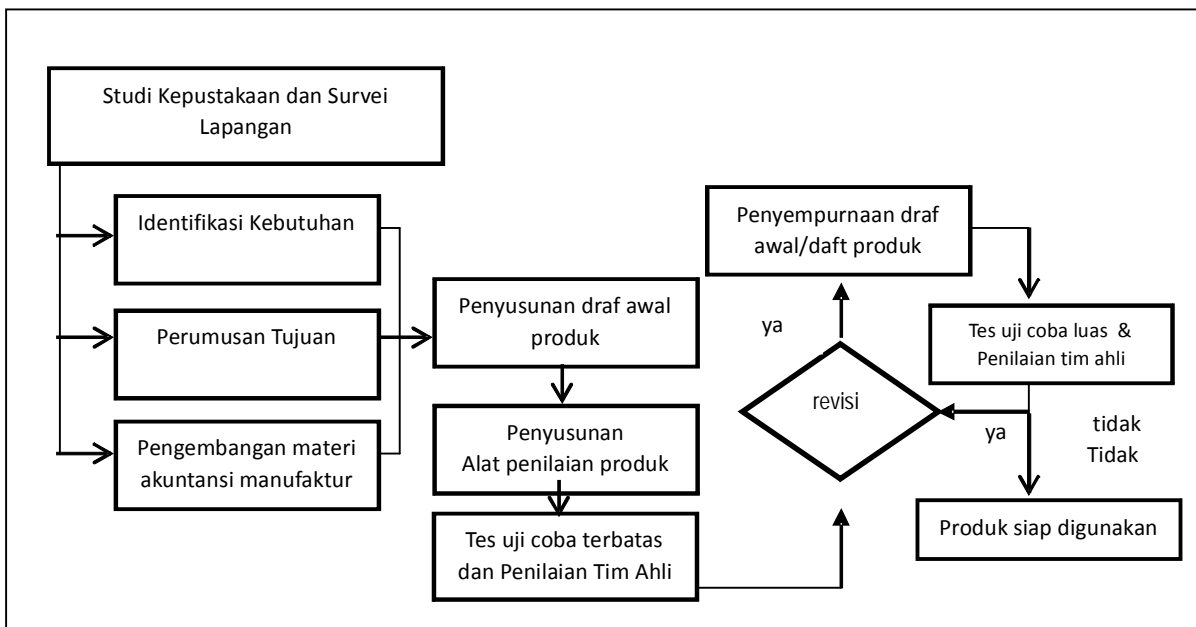 Studi Kepustakaan dan Survei
Lapangan
Identifikasi Kebutuhan
Perumusan Tujuan
Pengembangan materi
akuntansi manufaktur
Penyusunan draf awal
produk
Penyusunan
Alat penilaian produk
Tes uji coba terbatas
dan Penilaian Tim Ahli
revisi
ya
Penyempurnaan draf
awal/daft produk
Tes uji coba luas &
Penilaian tim ahli
ya
tidak
Tidak
Produk siap digunakan